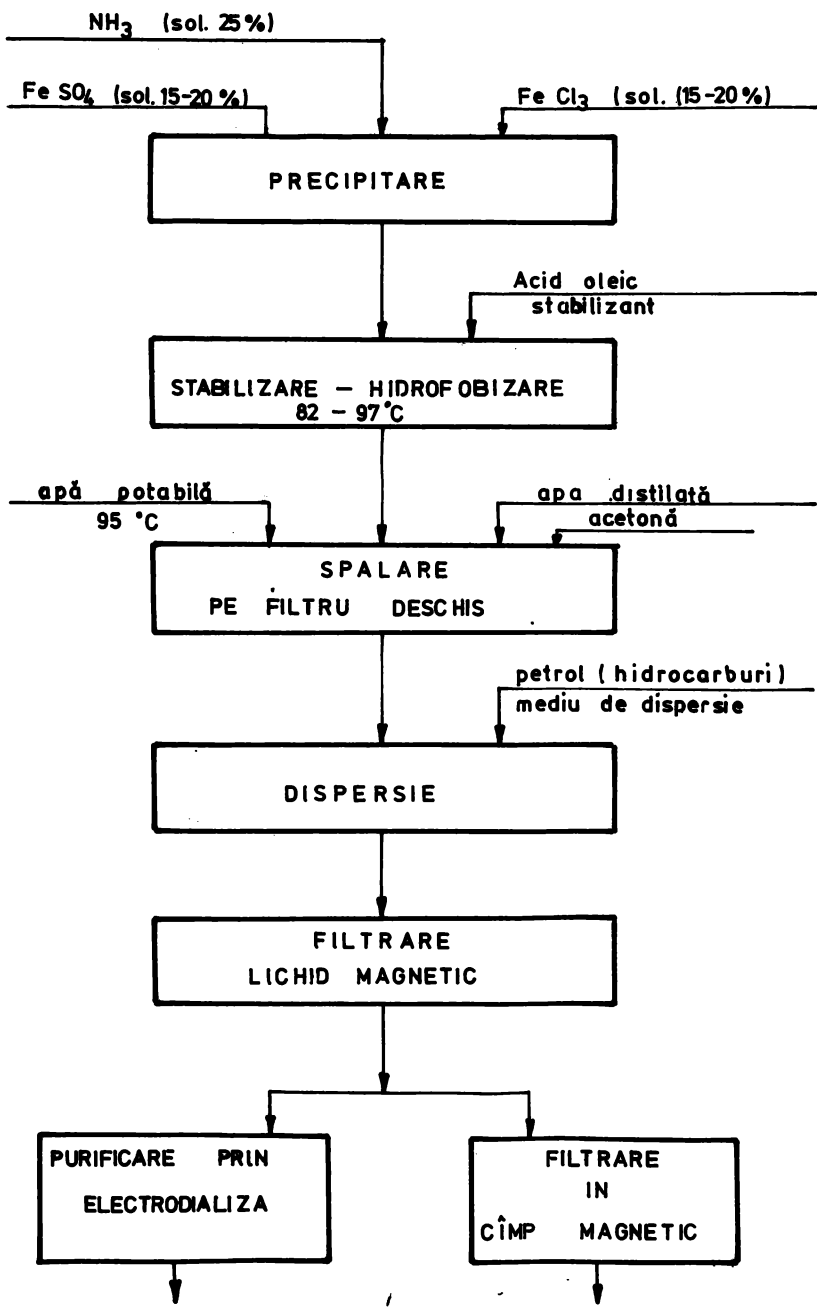 NH₃ (sol. 25%)
Fe SO₄ (sol. 15-20%)
Fe Cl₃ (sol. (15-20%)
PRECIPITARE
Acid oleic
stabilizant
STABILIZARE – HIDROFOBIZARE
82 – 97°C
apă potabilă
95 °C
apa distilată
acetonă
SPALARE
PE FILTRU DESCHIS
petrol (hidrocarburi)
mediu de dispersie
DISPERSIE
FILTRARE
LICHID MAGNETIC
PURIFICARE PRIN
ELECTRODIALIZA
FILTRARE
IN
CÎMP MAGNETIC